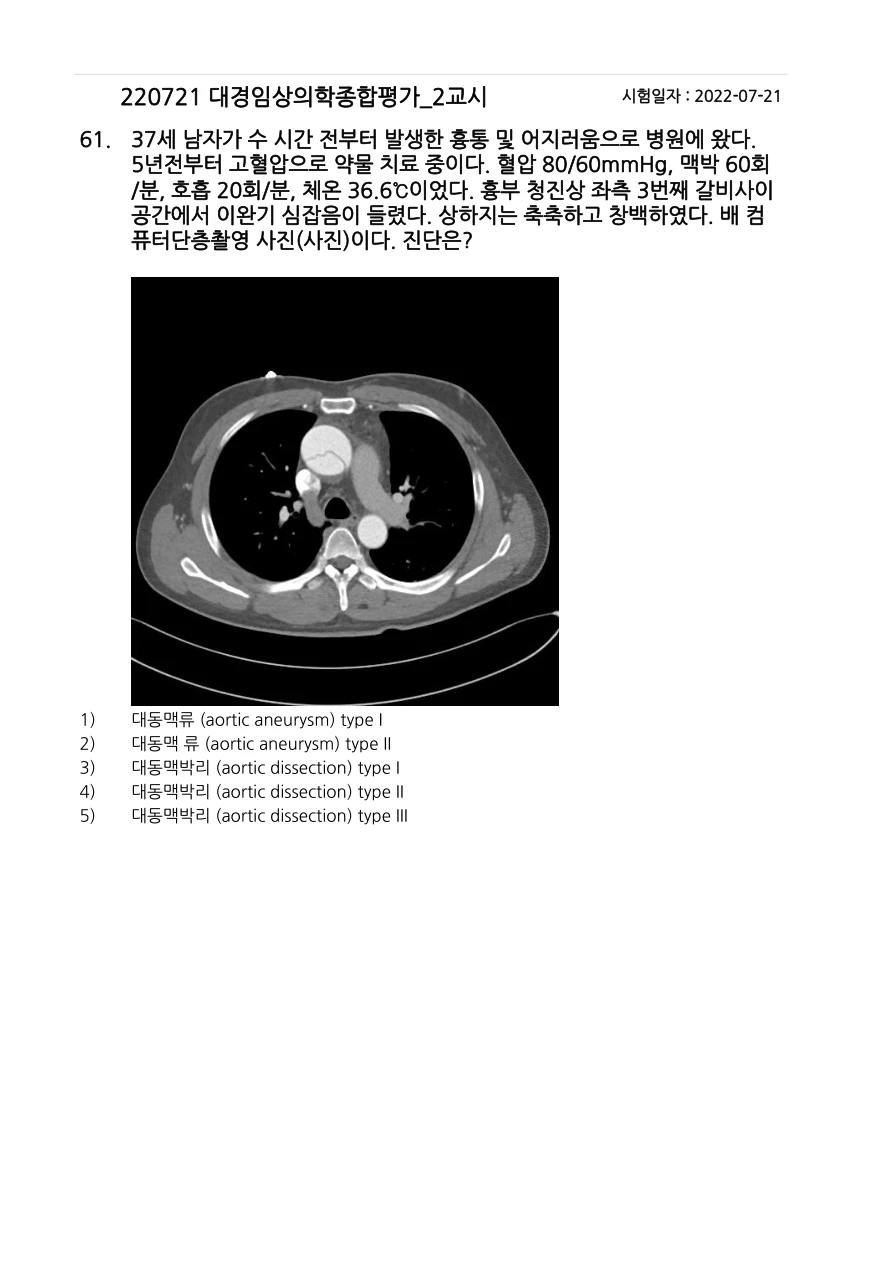 220721 대경임상의학종합평가_2교시
시험일자 : 2022-07-21
61. 37세 남자가 수 시간 전부터 발생한 흉통 및 어지러움으로 병원에 왔다.
5년전부터 고혈압으로 약물 치료 중이다. 혈압 80/60mmHg, 맥박 60회
/분, 호흡 20회/분, 체온 36.6℃이었다. 흉부 청진상 좌측 3번째 갈비사이
공간에서 이완기 심잡음이 들렸다. 상하지는 축축하고 창백하였다. 배 컴
퓨터단층촬영 사진(사진)이다. 진단은?
1) 대동맥류 (aortic aneurysm) type I
2) 대동맥 류 (aortic aneurysm) type II
3) 대동맥박리 (aortic dissection) type I
4) 대동맥박리 (aortic dissection) type II
5) 대동맥박리 (aortic dissection) type III